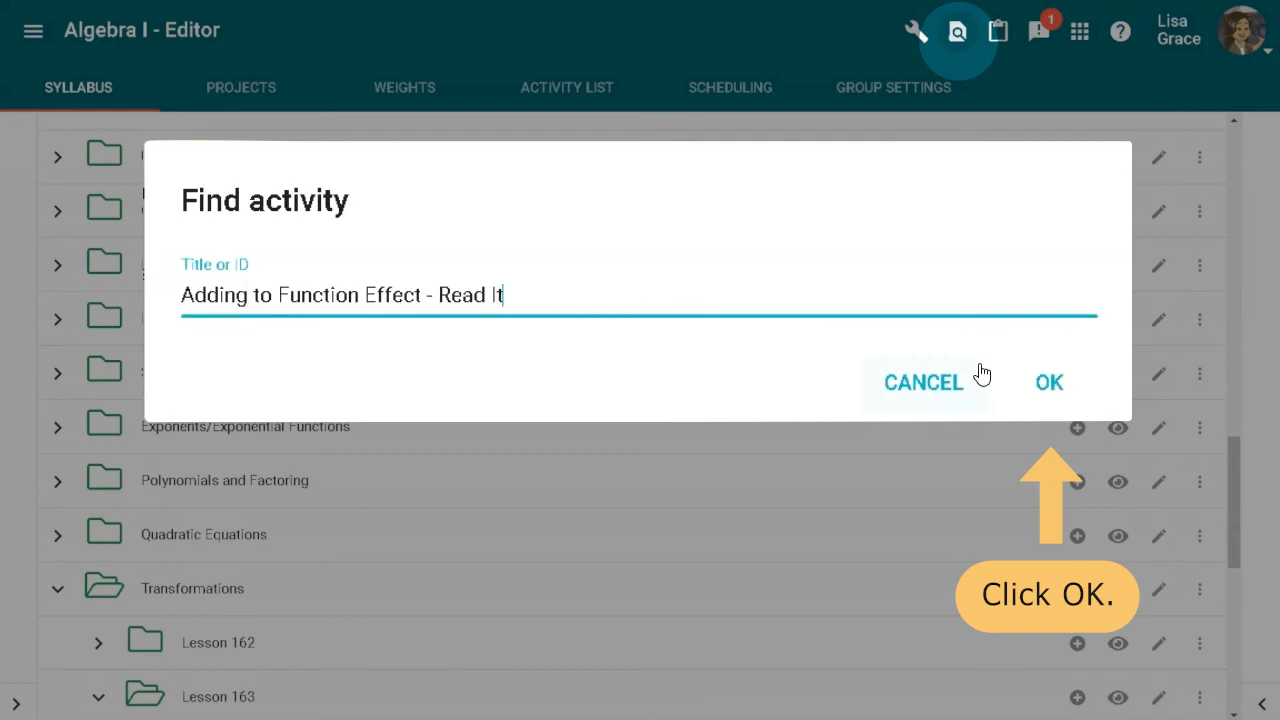 Algebra I - Editor
1
Lisa
Grace
SYLLABUS PROJECTS WEIGHTS ACTIVITY LIST SCHEDULING GROUP SETTINGS
Find activity
Title or ID
Adding to Function Effect - Read It
CANCEL OK
Exponents/Exponential Functions
Polynomials and Factoring
Quadratic Equations
Transformations
Click OK.
Lesson 162
Lesson 163